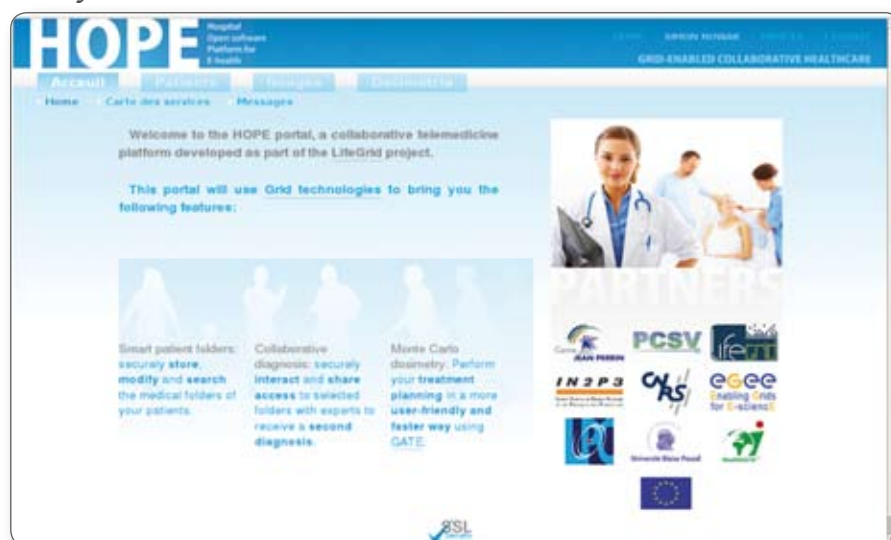 HOPE
Hospital
Open software
Platform for
E-health
GRID-ENABLED COLLABORATIVE HEALTHCARE
Acceuil Patients Images Dosimetrie
Home Carte des services Messages
Welcome to the HOPE portal, a collaborative telemedicine
platform developed as part of the LifeGrid project.
This portal will use Grid technologies to bring you the
following features:
Smart patient folders:
securely store,
modify and search
the medical folders of
your patients.
Collaborative
diagnosis: securely
interact and share
access to selected
folders with experts to
receive a second
diagnosis.
Monte Carlo
dosimetry. Perform
your treatment
planning in a more
user-friendly and
faster way using
GATE.
PARTNERS
Centre
JEAN PERRIN
PCSV
IN2P3
CNRS
eGee
Enabling Grids
for E-sciencE
Université Blaise Pascal
SSL